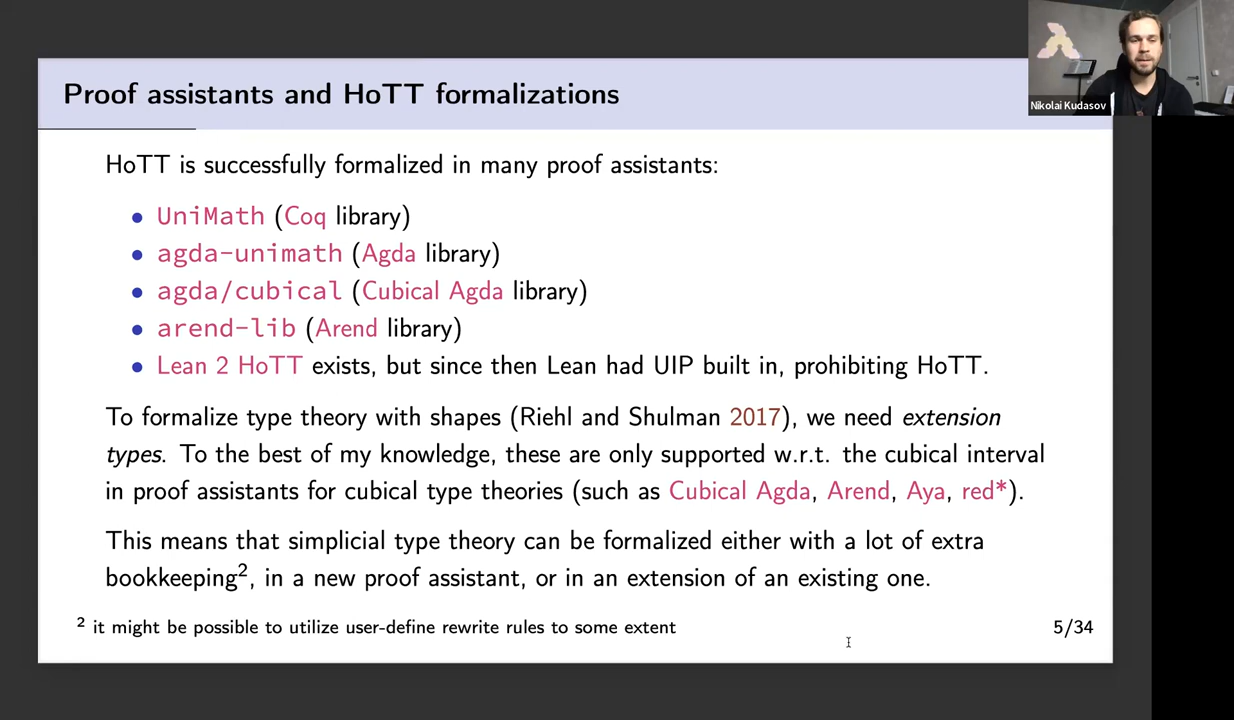 Proof assistants and HoTT formalizations
Nikolai Kudasov
HoTT is successfully formalized in many proof assistants:
• UniMath (Coq library)
• agda-unimath (Agda library)
• agda/cubical (Cubical Agda library)
• arend-lib (Arend library)
• Lean 2 HoTT exists, but since then Lean had UIP built in, prohibiting HoTT.
To formalize type theory with shapes (Riehl and Shulman 2017), we need extension
types. To the best of my knowledge, these are only supported w.r.t. the cubical interval
in proof assistants for cubical type theories (such as Cubical Agda, Arend, Aya, red*).
This means that simplicial type theory can be formalized either with a lot of extra
bookkeeping², in a new proof assistant, or in an extension of an existing one.
² it might be possible to utilize user-define rewrite rules to some extent
5/34